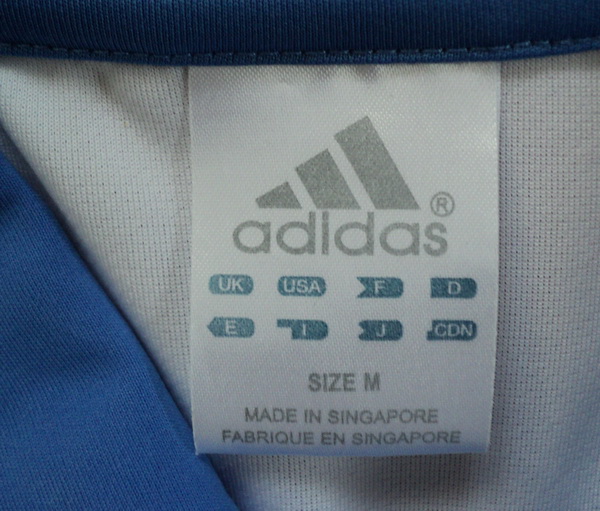 adidas®
UK USA F D
E I J CDN
SIZE M
MADE IN SINGAPORE
FABRIQUE EN SINGAPORE